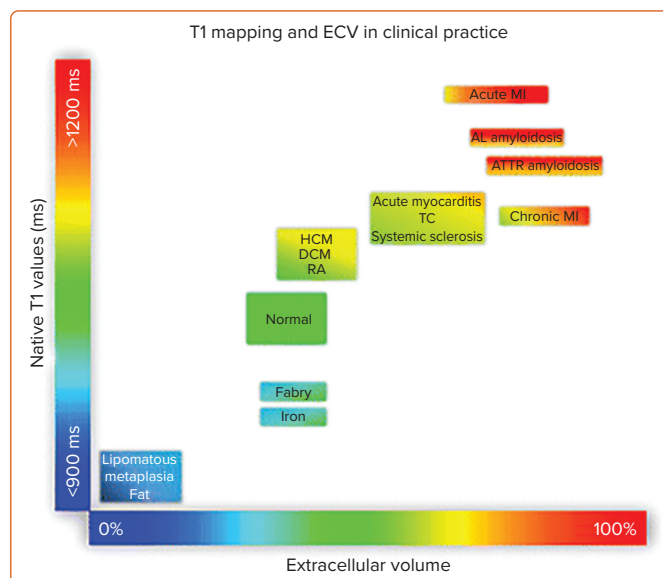 T1 mapping and ECV in clinical practice
>1200 ms
Native T1 values (ms)
<900 ms
Acute MI
AL amyloidosis
ATTR amyloidosis
Acute myocarditis
TC
Systemic sclerosis
Chronic MI
HCM
DCM
RA
Normal
Fabry
Iron
Lipomatous
metaplasia
Fat
0%
100%
Extracellular volume